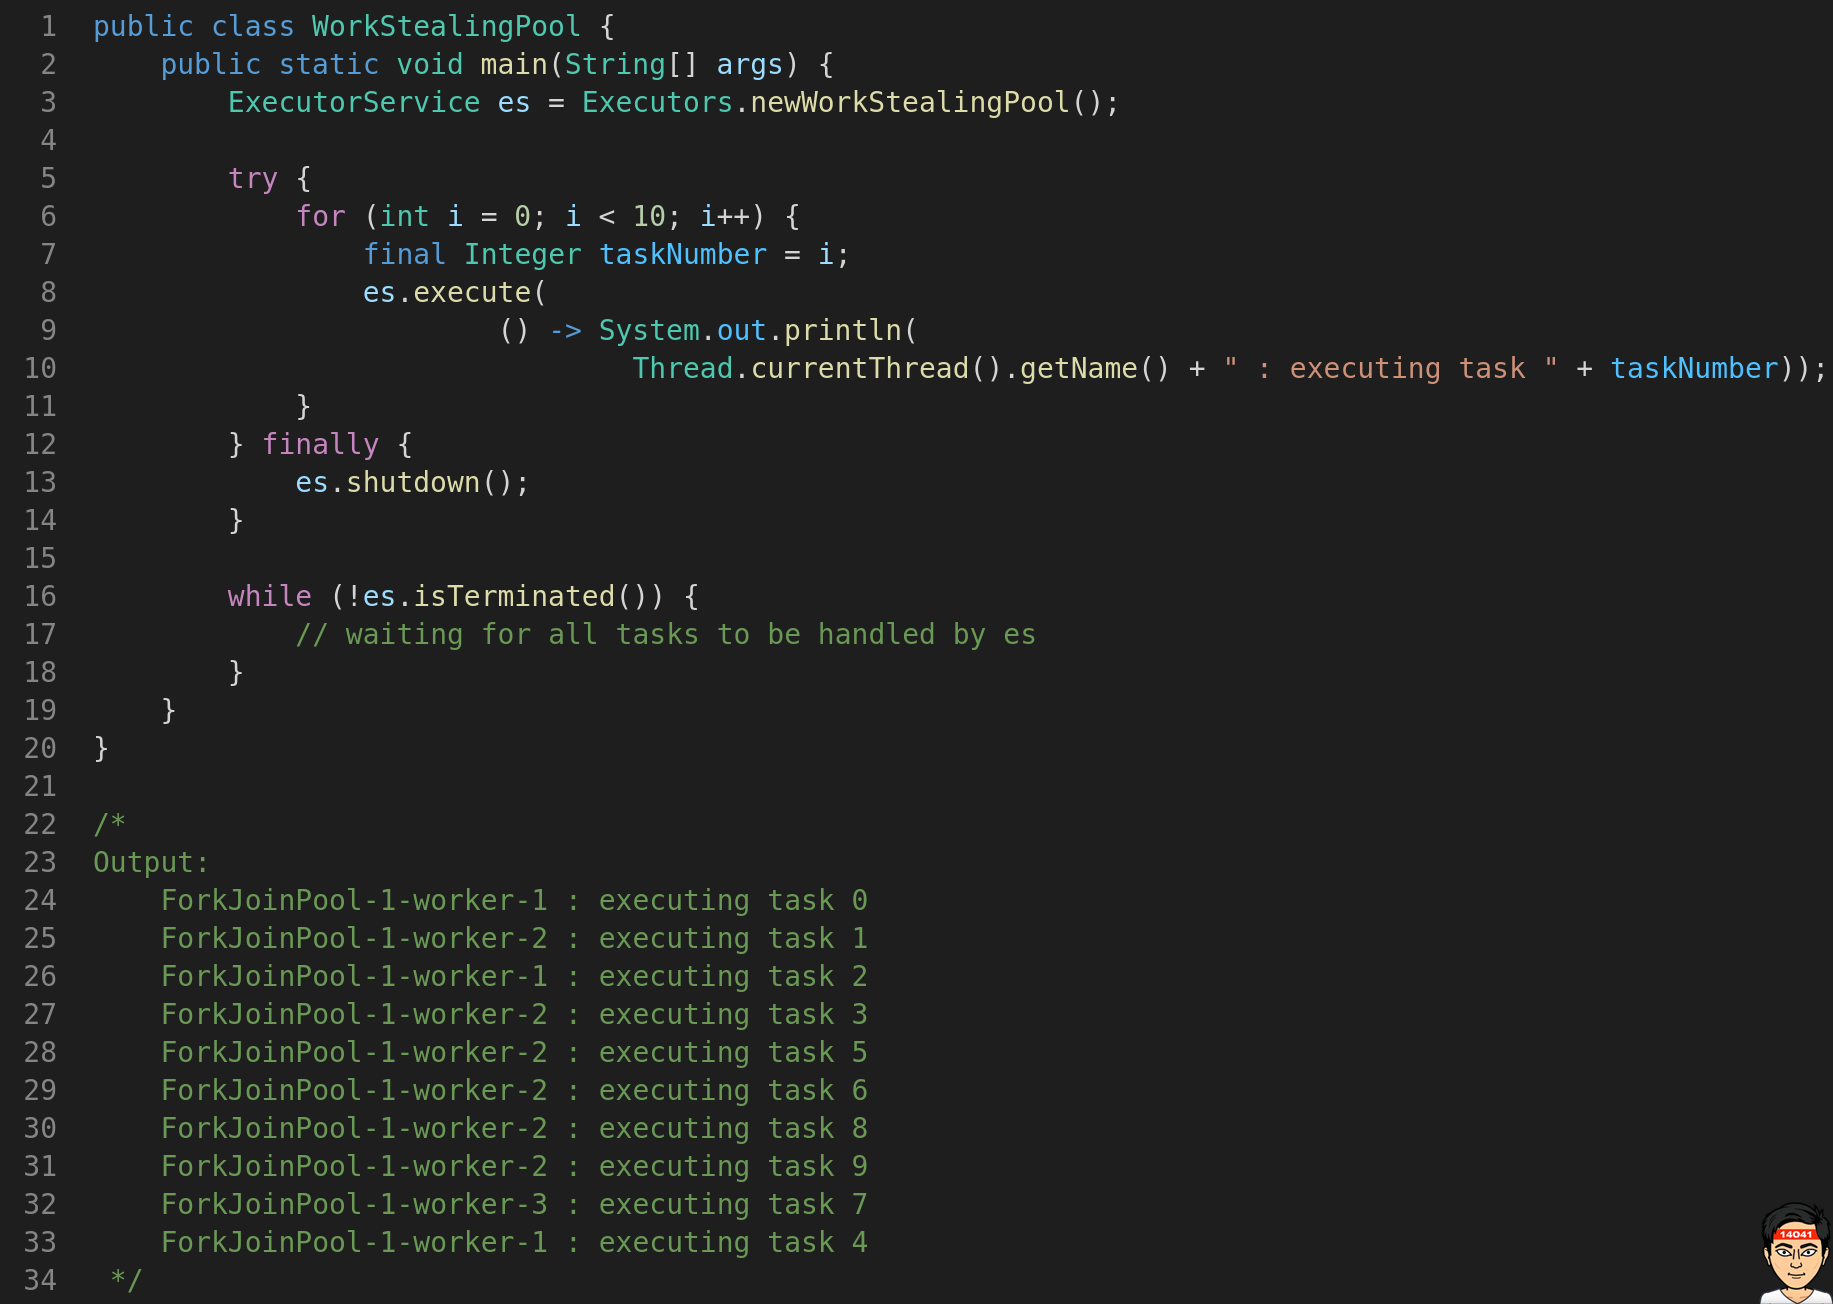 1 public class WorkStealingPool {
2     public static void main(String[] args) {
3         ExecutorService es = Executors.newWorkStealingPool();
4
5         try {
6             for (int i = 0; i < 10; i++) {
7                 final Integer taskNumber = i;
8                 es.execute(
9                         () -> System.out.println(
10                                 Thread.currentThread().getName() + " : executing task " + taskNumber));
11             }
12         } finally {
13             es.shutdown();
14         }
15
16         while (!es.isTerminated()) {
17             // waiting for all tasks to be handled by es
18         }
19     }
20 }
21
22 /*
23 Output:
24     ForkJoinPool-1-worker-1 : executing task 0
25     ForkJoinPool-1-worker-2 : executing task 1
26     ForkJoinPool-1-worker-1 : executing task 2
27     ForkJoinPool-1-worker-2 : executing task 3
28     ForkJoinPool-1-worker-2 : executing task 5
29     ForkJoinPool-1-worker-2 : executing task 6
30     ForkJoinPool-1-worker-2 : executing task 8
31     ForkJoinPool-1-worker-2 : executing task 9
32     ForkJoinPool-1-worker-3 : executing task 7
33     ForkJoinPool-1-worker-1 : executing task 4
34  */
14041